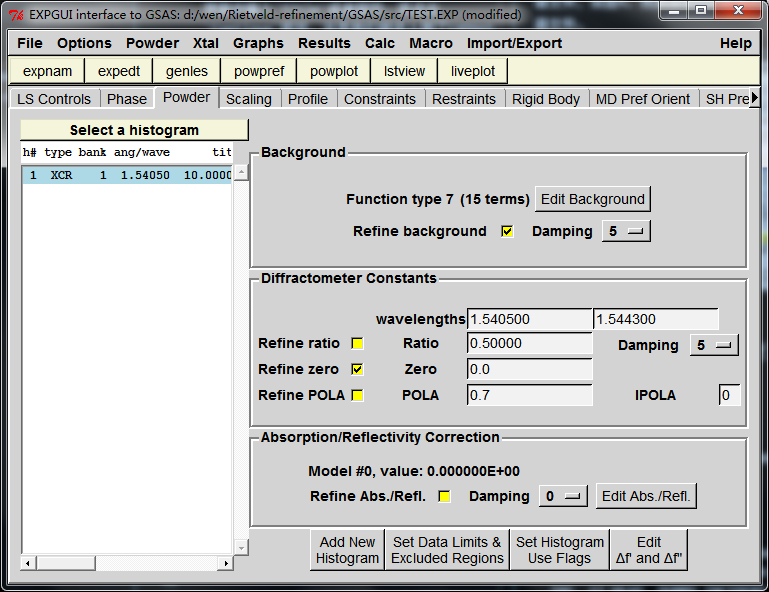 EXPGUI interface to GSAS: d:/wen/Rietveld-refinement/GSAS/src/TEST.EXP (modified)
File Options Powder Xtal Graphs Results Calc Macro Import/Export Help
expnam expedt genles powpref powplot lstview liveplot
LS Controls Phase Powder Scaling Profile Constraints Restraints Rigid Body MD Pref Orient SH Pre
Select a histogram
h# type bank ang/wave tit
1 XCR 1 1.54050 10.0000
Background
Function type 7 (15 terms) Edit Background
Refine background Damping 5
Diffractometer Constants
wavelengths 1.540500 1.544300
Refine ratio Ratio 0.50000 Damping 5
Refine zero Zero 0.0
Refine POLA POLA 0.7 IPOLA 0
Absorption/Reflectivity Correction
Model #0, value: 0.000000E+00
Refine Abs./Refl. Damping 0 Edit Abs./Refl.
Add New Histogram
Set Data Limits & Excluded Regions
Set Histogram Use Flags
Edit Δf' and Δf"